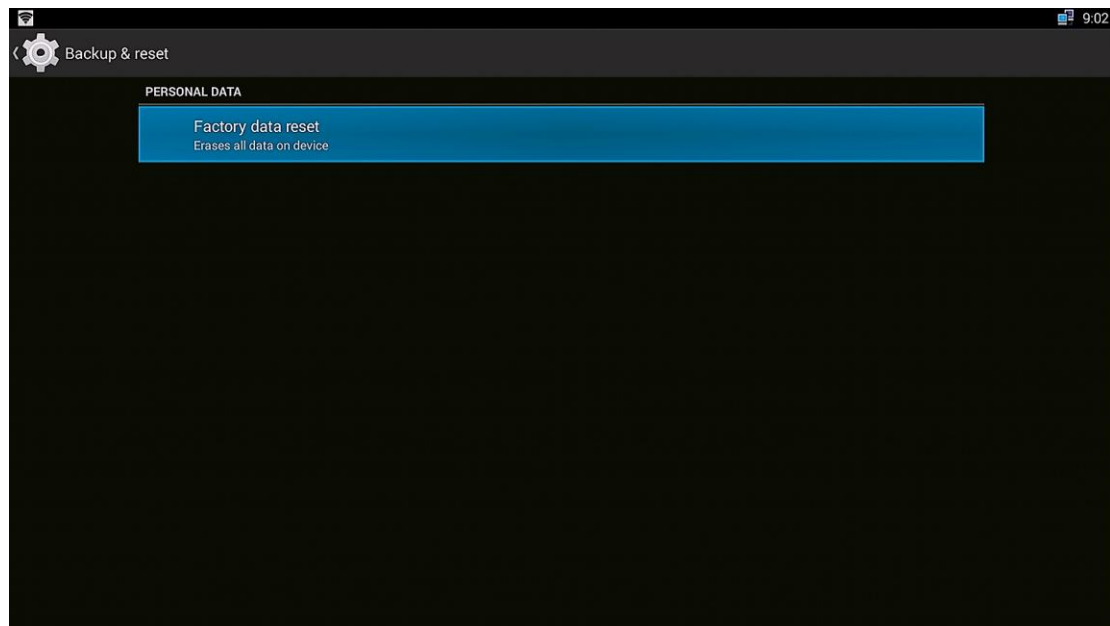 9:02
Backup & reset
PERSONAL DATA
Factory data reset
Erases all data on device